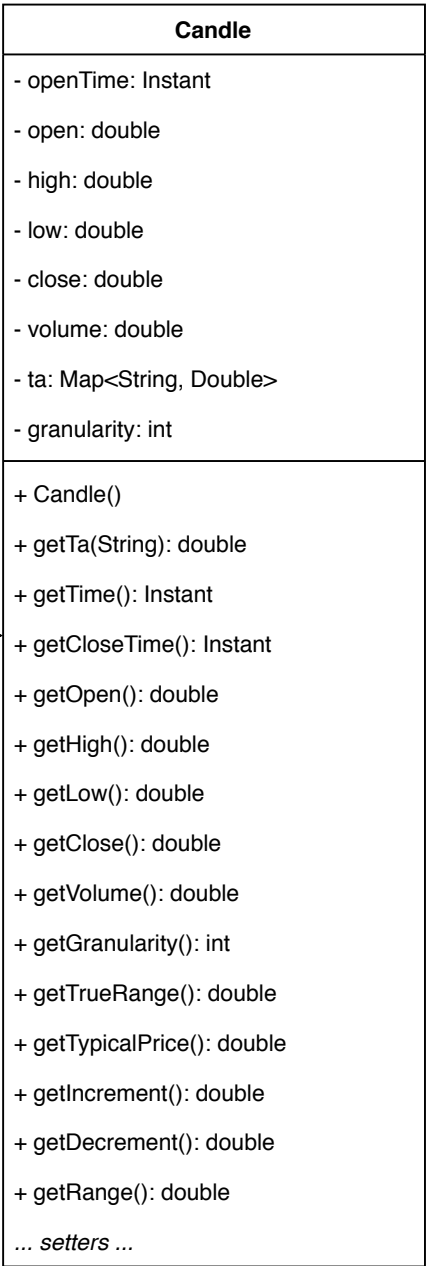 Candle
- openTime: Instant
- open: double
- high: double
- low: double
- close: double
- volume: double
- ta: Map<String, Double>
- granularity: int
+ Candle()
+ getTa(String): double
+ getTime(): Instant
+ getCloseTime(): Instant
+ getOpen(): double
+ getHigh(): double
+ getLow(): double
+ getClose(): double
+ getVolume(): double
+ getGranularity(): int
+ getTrueRange(): double
+ getTypicalPrice(): double
+ getIncrement(): double
+ getDecrement(): double
+ getRange(): double
... setters ...